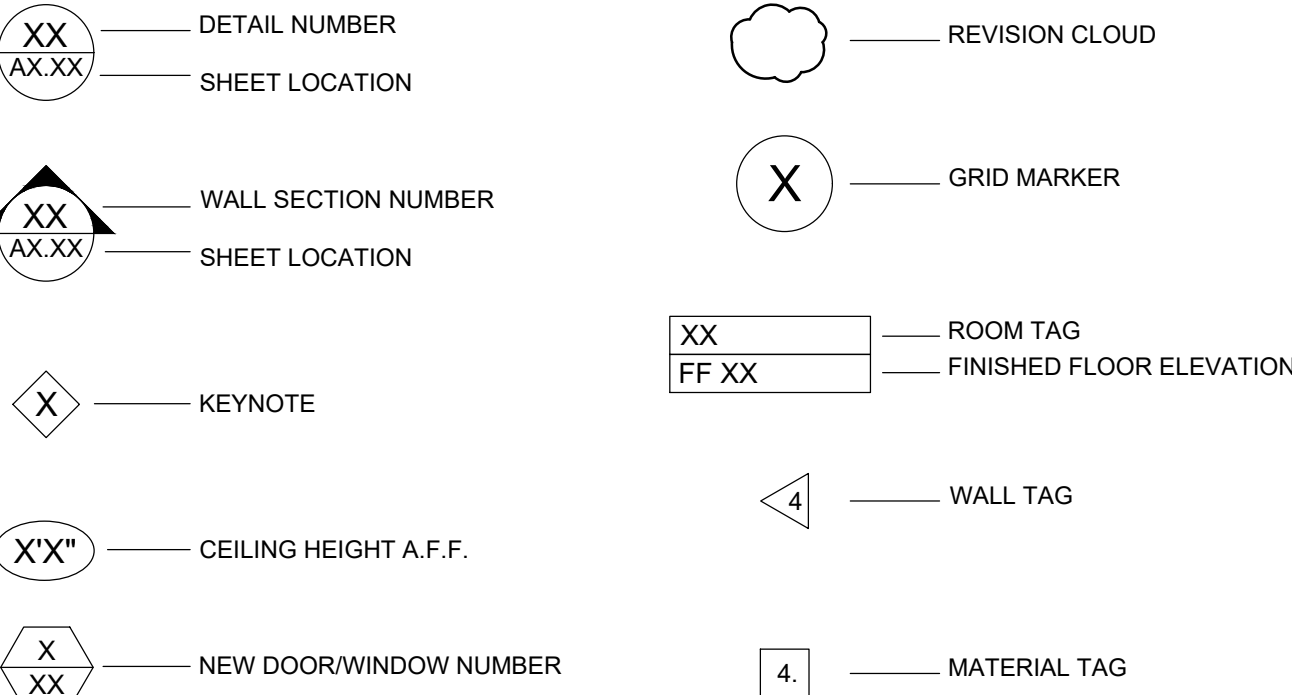 XX
AX.XX
DETAIL NUMBER
SHEET LOCATION
XX
AX.XX
WALL SECTION NUMBER
SHEET LOCATION
X
KEYNOTE
X'X"
CEILING HEIGHT A.F.F.
X
XX
NEW DOOR/WINDOW NUMBER
REVISION CLOUD
X
GRID MARKER
XX
ROOM TAG
FF XX
FINISHED FLOOR ELEVATION
4
WALL TAG
4.
MATERIAL TAG